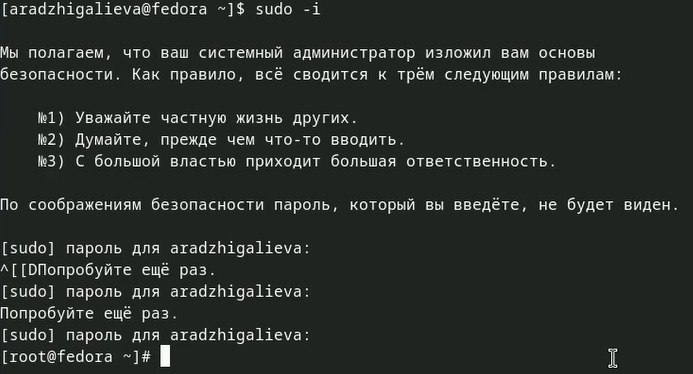 [aradzhigalieva@fedora ~]$ sudo -i
Мы полагаем, что ваш системный администратор изложил вам основы
безопасности. Как правило, всё сводится к трём следующим правилам:
№1) Уважайте частную жизнь других.
№2) Думайте, прежде чем что-то вводить.
№3) С большой властью приходит большая ответственность.
По соображениям безопасности пароль, который вы введёте, не будет виден.
[sudo] пароль для aradzhigalieva:
^[[DПопробуйте ещё раз.
[sudo] пароль для aradzhigalieva:
Попробуйте ещё раз.
[sudo] пароль для aradzhigalieva:
[root@fedora ~]#